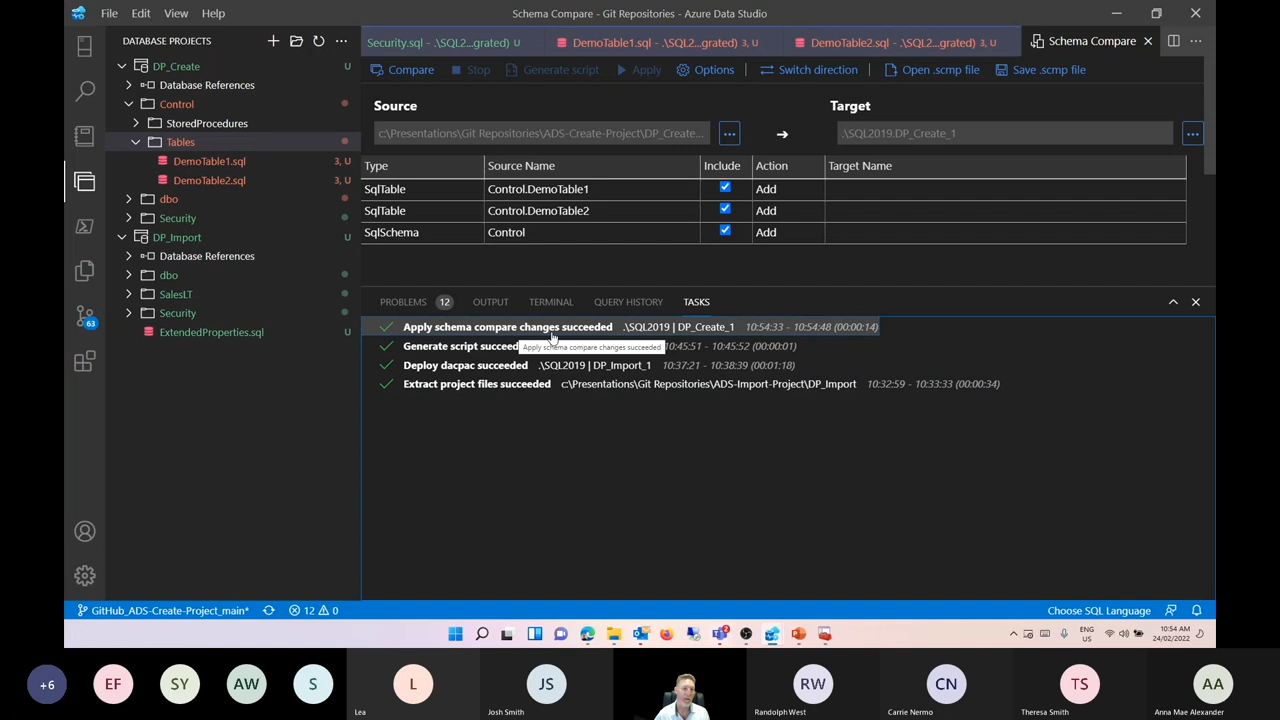 File Edit View Help
Schema Compare - Git Repositories - Azure Data Studio
DATABASE PROJECTS
Security.sql - .\SQL2...grated) U
DemoTable1.sql - .\SQL2...grated) 3, U
DemoTable2.sql - .\SQL2...grated) 3, U
Schema Compare
Compare Stop Generate script Apply Options Switch direction Open .scmp file Save .scmp file
DP_Create U
Database References
Control
StoredProcedures
Tables
DemoTable1.sql 3, U
DemoTable2.sql 3, U
dbo
Security
DP_Import U
Database References
dbo
SalesLT
Security
ExtendedProperties.sql U
Source Target
c:\Presentations\Git Repositories\ADS-Create-Project\DP_Create... .\SQL2019.DP_Create_1
Type Source Name Include Action Target Name
SqlTable Control.DemoTable1 Add
SqlTable Control.DemoTable2 Add
SqlSchema Control Add
PROBLEMS 12 OUTPUT TERMINAL QUERY HISTORY TASKS
Apply schema compare changes succeeded .\SQL2019 | DP_Create_1 10:54:33 - 10:54:48 (00:00:14)
Generate script succeed 10:45:51 - 10:45:52 (00:00:01)
Apply schema compare changes succeeded
Deploy dacpac succeeded .\SQL2019 | DP_Import_1 10:37:21 - 10:38:39 (00:01:18)
Extract project files succeeded c:\Presentations\Git Repositories\ADS-Import-Project\DP_Import 10:32:59 - 10:33:33 (00:00:34)
63
GitHub_ADS-Create-Project_main* 12 0 Choose SQL Language
2
ENG
US
10:54 AM
24/02/2022
+6 EF SY AW S L JS RW CN TS AA
Lea Josh Smith Randolph West Carrie Nermo Theresa Smith Anna Mae Alexander